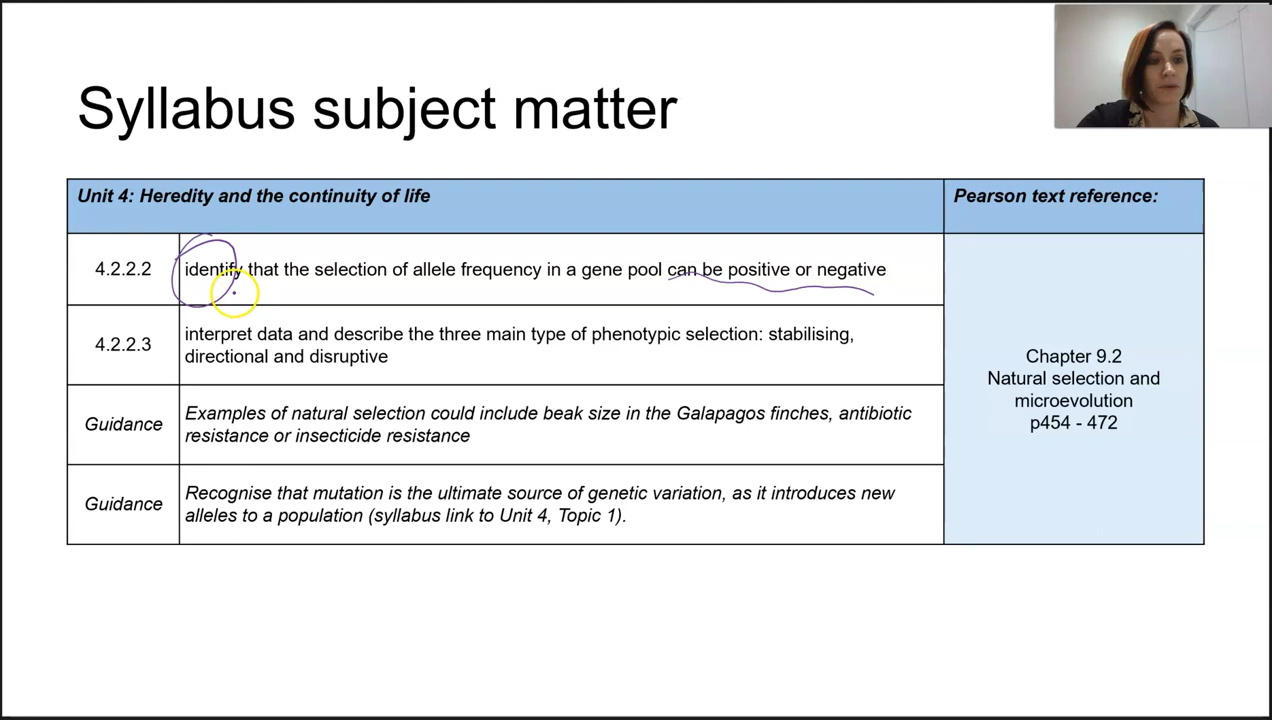 Syllabus subject matter
Unit 4: Heredity and the continuity of life
Pearson text reference:
4.2.2.2
identify that the selection of allele frequency in a gene pool can be positive or negative
4.2.2.3
interpret data and describe the three main type of phenotypic selection: stabilising,
directional and disruptive
Guidance
Examples of natural selection could include beak size in the Galapagos finches, antibiotic
resistance or insecticide resistance
Guidance
Recognise that mutation is the ultimate source of genetic variation, as it introduces new
alleles to a population (syllabus link to Unit 4, Topic 1).
Chapter 9.2
Natural selection and
microevolution
p454 - 472